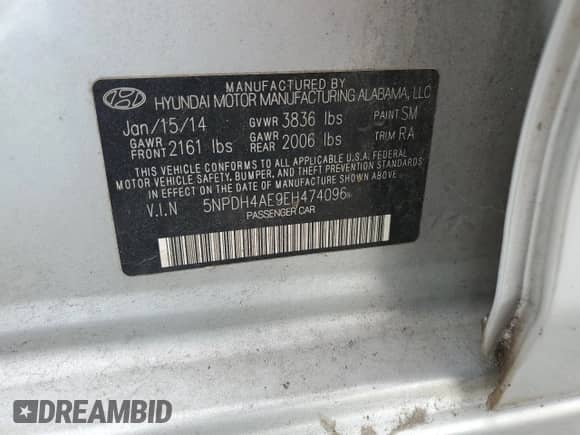 MANUFACTURED BY
HYUNDAI MOTOR MANUFACTURING ALABAMA, LLC
Jan/15/14 GVWR 3836 lbs PAINT SM
GAWR FRONT 2161 lbs GAWR REAR 2006 lbs TRIM RA
THIS VEHICLE CONFORMS TO ALL APPLICABLE U.S.A. FEDERAL
MOTOR VEHICLE SAFETY, BUMPER, AND THEFT PREVENTION STANDARDS
IN EFFECT ON THE DATE OF MANUFACTURE SHOWN ABOVE.
V.I.N 5NPDH4AE9EH474096
PASSENGER CAR
DREAMBID